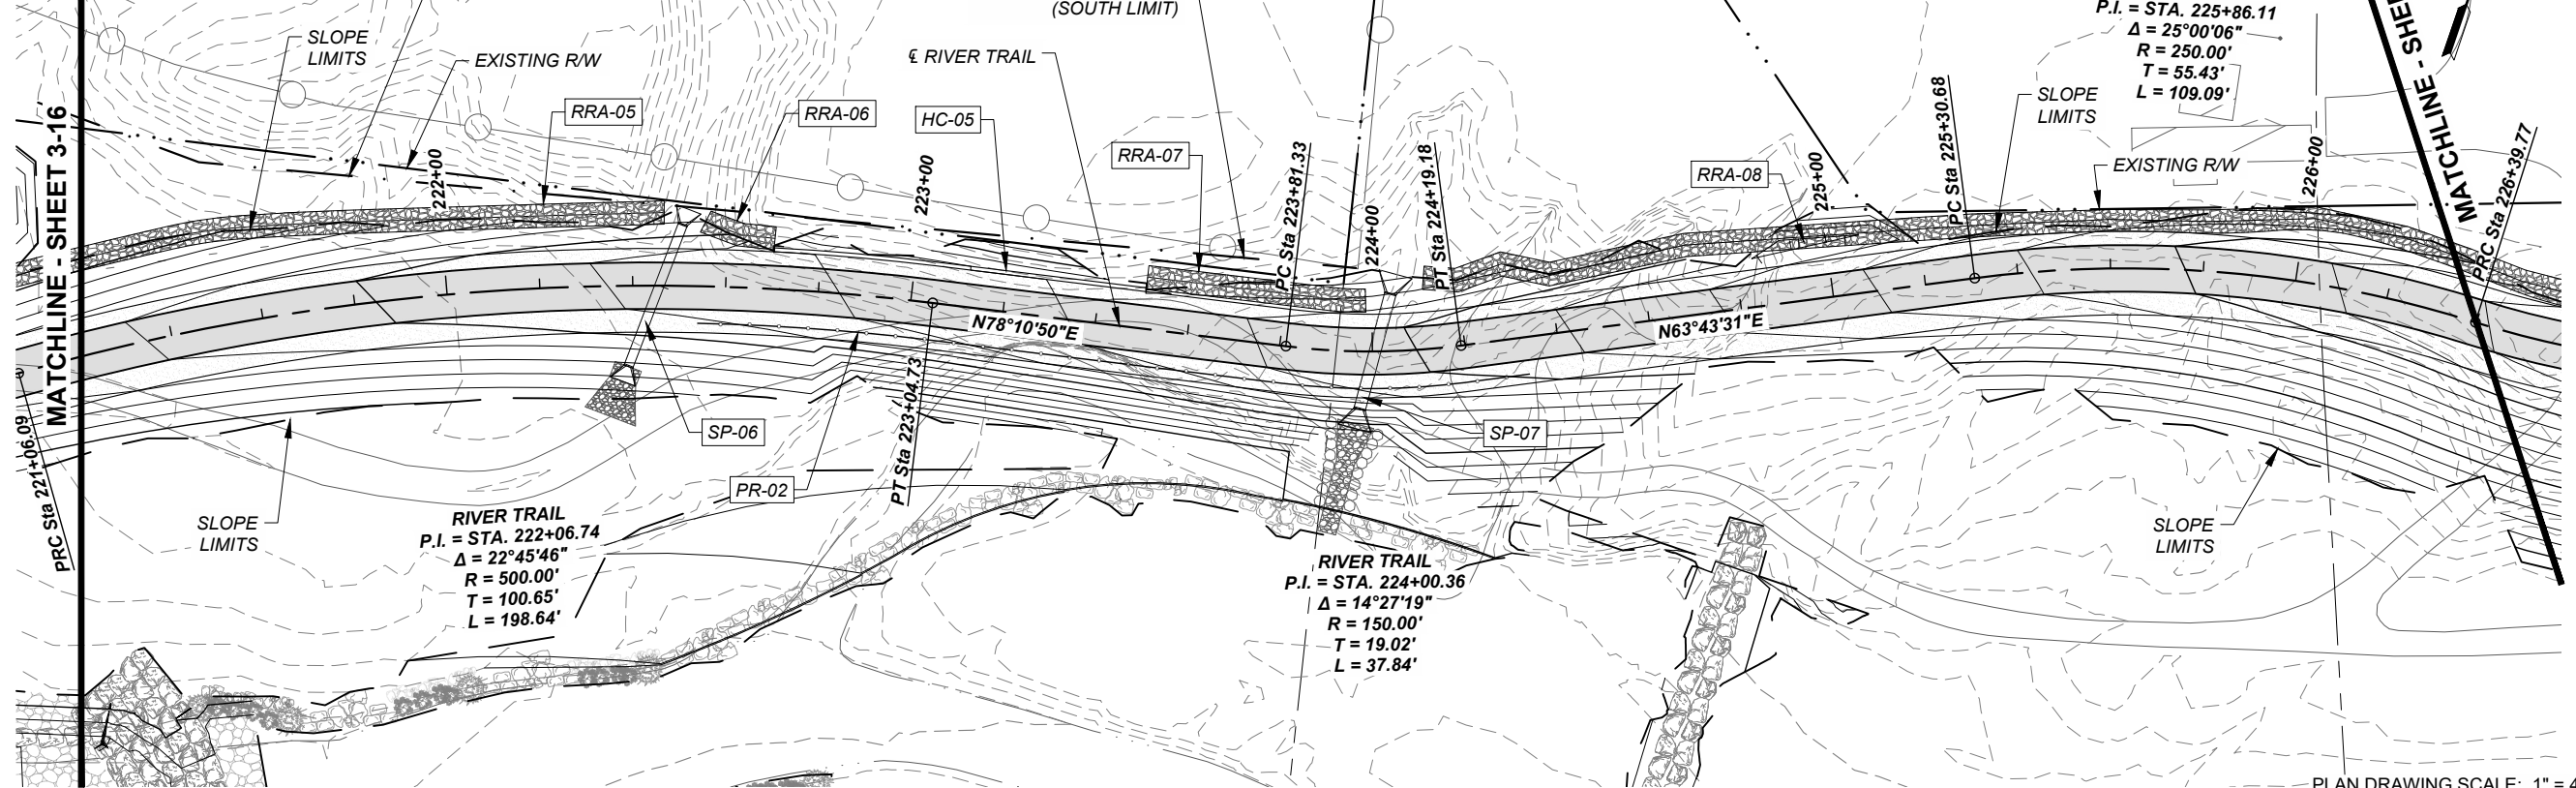 (SOUTH LIMIT)
SLOPE
LIMITS
EXISTING R/W
℄ RIVER TRAIL
P.I. = STA. 225+86.11
Δ = 25°00'06"
R = 250.00'
T = 55.43'
L = 109.09'
SLOPE
LIMITS
EXISTING R/W
MATCHLINE - SHEET 3-16
RRA-05
RRA-06
HC-05
RRA-07
RRA-08
222+00
223+00
PC Sta 223+81.33
224+00
PT Sta 224+19.18
225+00
PC Sta 225+30.68
226+00
MATCHLINE -
PRC Sta 226+39.77
N78°10'50"E
N63°43'31"E
PRC Sta 221+06.09
PT Sta 223+04.73
SP-06
PR-02
SP-07
SLOPE
LIMITS
RIVER TRAIL
P.I. = STA. 222+06.74
Δ = 22°45'46"
R = 500.00'
T = 100.65'
L = 198.64'
RIVER TRAIL
P.I. = STA. 224+00.36
Δ = 14°27'19"
R = 150.00'
T = 19.02'
L = 37.84'
SLOPE
LIMITS
PLAN DRAWING SCALE: 1" = 4